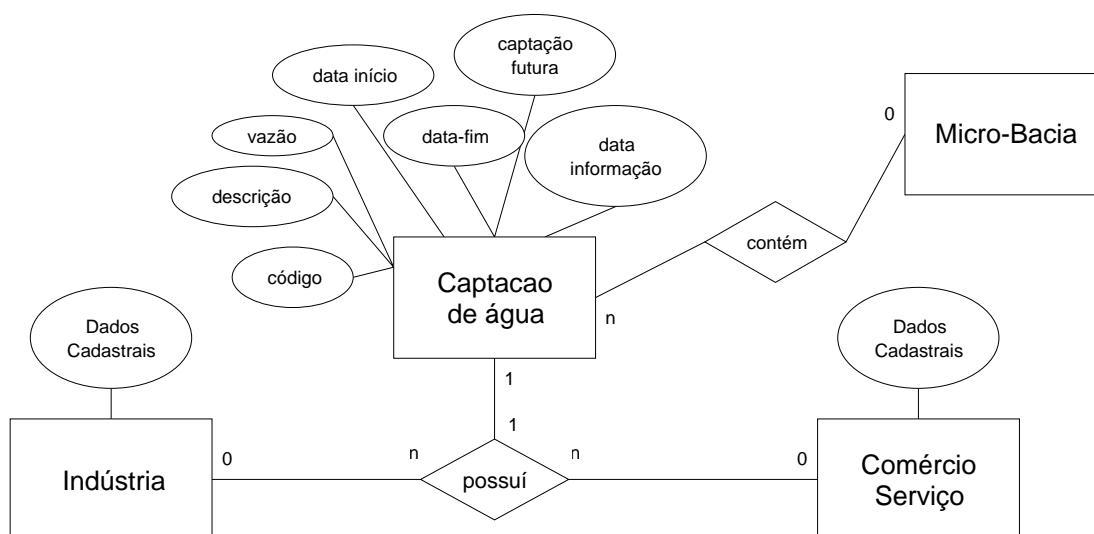 captação
futura
data início
0
vazão
data-fim
data
informação
Micro-Bacia
descrição
contém
código
Captacao
de água
n
Dados
Cadastrais
Dados
Cadastrais
1
1
0
n
n
0
Indústria
possuí
Comércio
Serviço